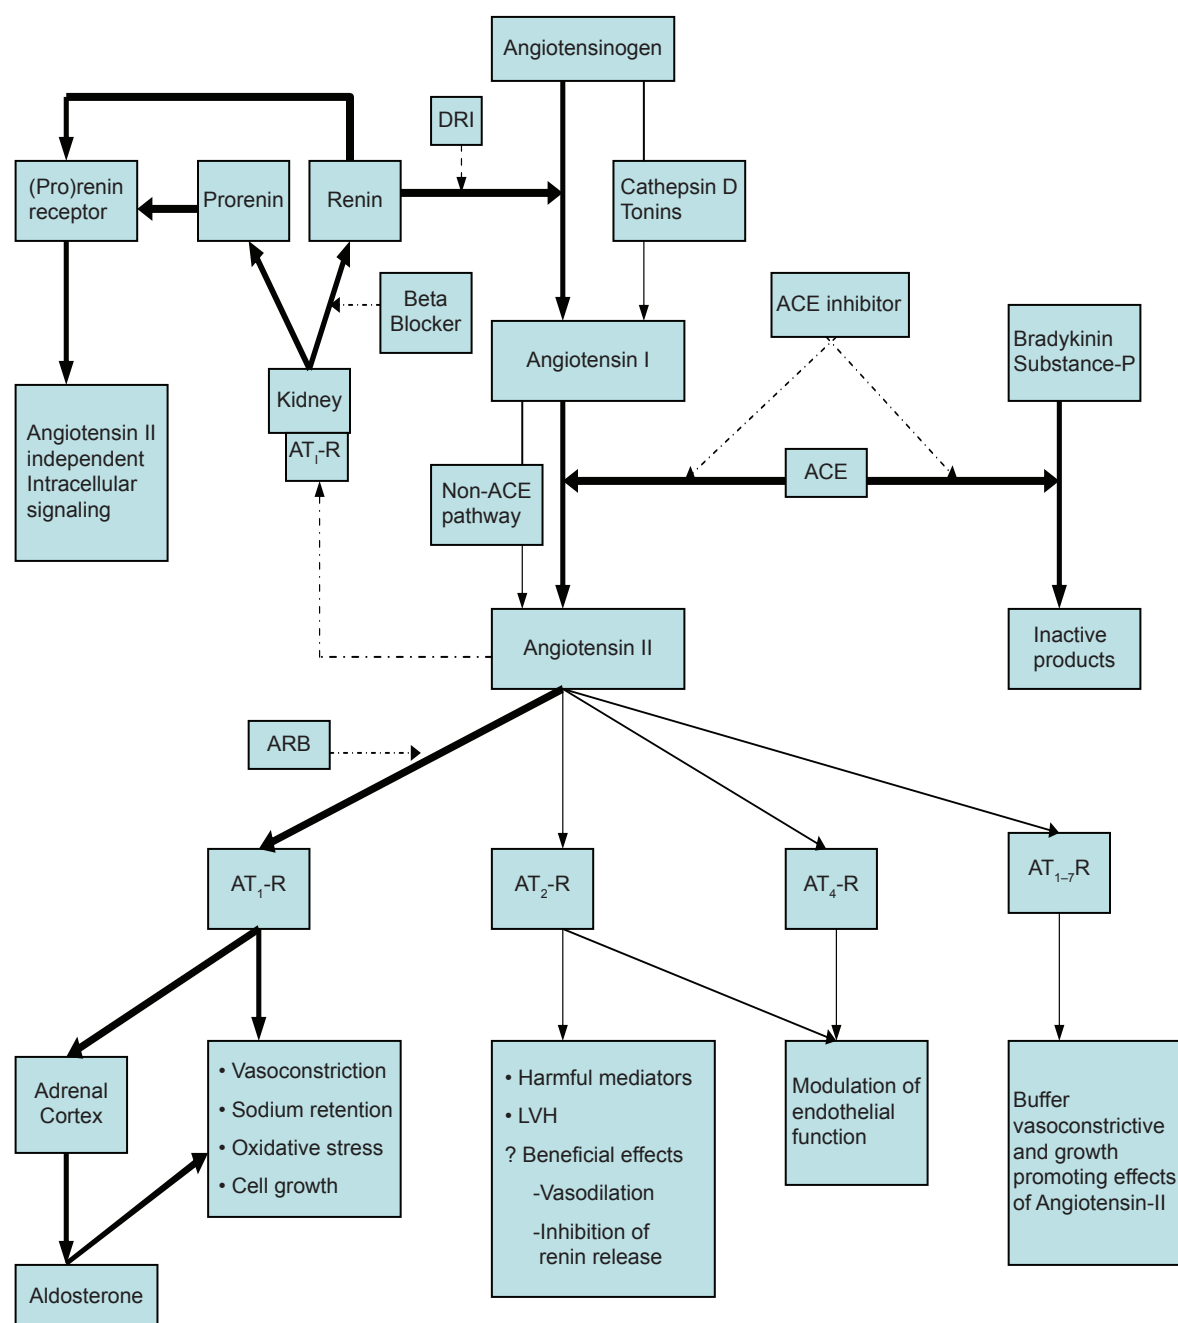 Angiotensinogen
DRI
(Pro)renin
receptor
Prorenin
Renin
Cathepsin D
Tonins
Beta
Blocker
ACE inhibitor
Bradykinin
Substance-P
Angiotensin I
Kidney
AT₁-R
Angiotensin II
independent
Intracellular
signaling
Non-ACE
pathway
ACE
Angiotensin II
Inactive
products
ARB
AT₁-R
AT₂-R
AT₄-R
AT₁₋₇R
Adrenal
Cortex
• Vasoconstriction
• Sodium retention
• Oxidative stress
• Cell growth
• Harmful mediators
• LVH
? Beneficial effects
-Vasodilation
-Inhibition of
renin release
Modulation of
endothelial
function
Buffer
vasoconstrictive
and growth
promoting effects
of Angiotensin-II
Aldosterone